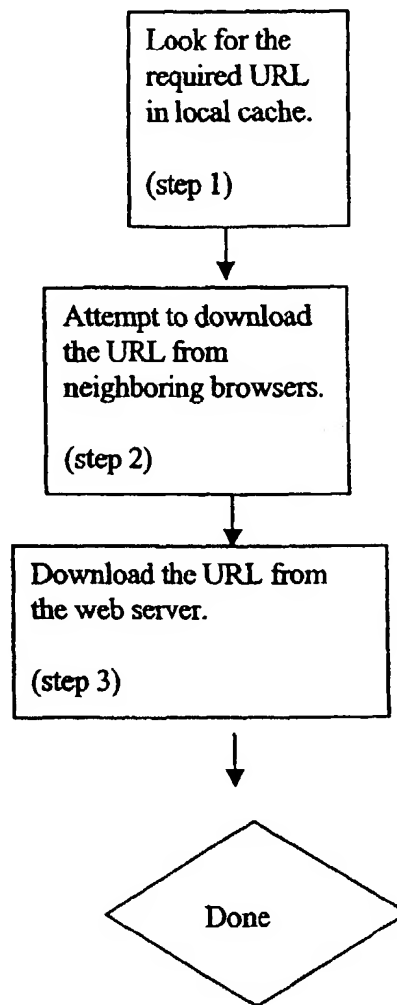 Look for the
required URL
in local cache.
(step 1)
Attempt to download
the URL from
neighboring browsers.
(step 2)
Download the URL from
the web server.
(step 3)
Done